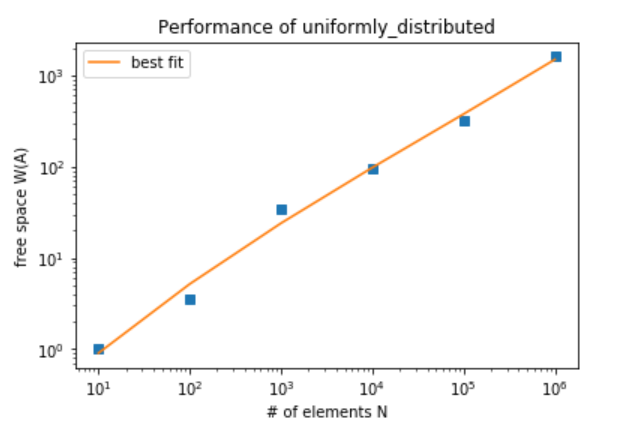 Performance of uniformly_distributed
best fit
free space W(A)
10³
10²
10¹
10⁰
10¹ 10² 10³ 10⁴ 10⁵ 10⁶
# of elements N